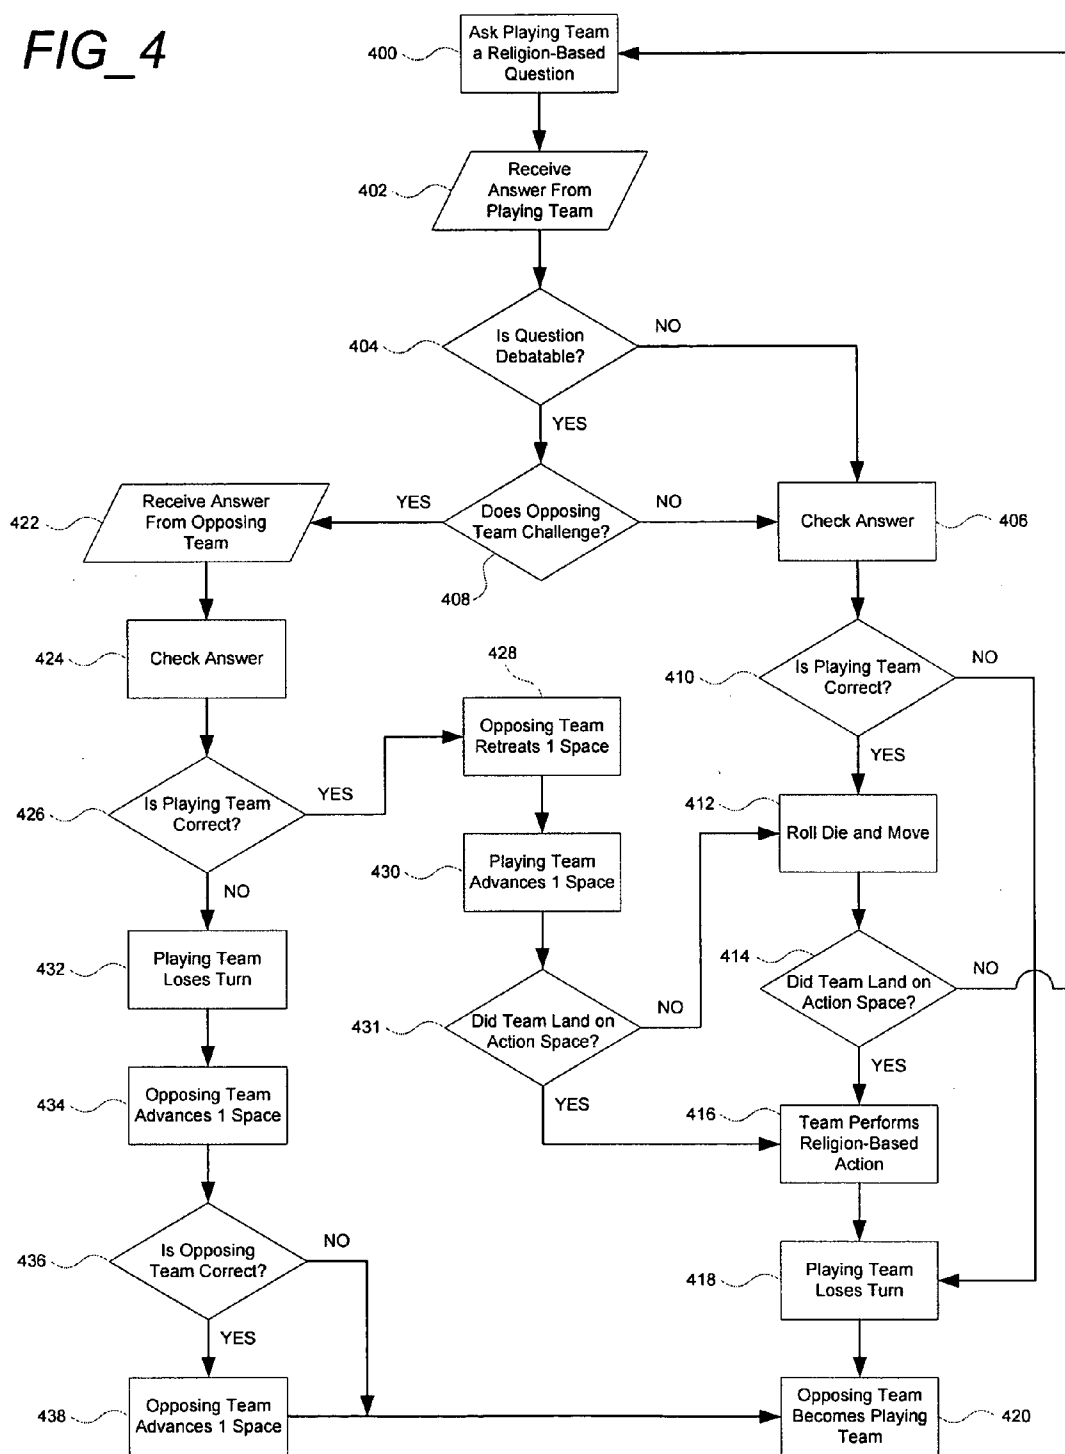 FIG_4
400
Ask Playing Team
a Religion-Based
Question
402
Receive
Answer From
Playing Team
404
Is Question
Debatable?
NO
YES
422
Receive Answer
From Opposing
Team
YES
Does Opposing
Team Challenge?
408
NO
Check Answer
406
424
Check Answer
428
Opposing Team
Retreats 1 Space
410
Is Playing Team
Correct?
NO
YES
426
Is Playing Team
Correct?
YES
NO
412
Roll Die and Move
430
Playing Team
Advances 1 Space
432
Playing Team
Loses Turn
414
Did Team Land on
Action Space?
NO
YES
431
Did Team Land on
Action Space?
NO
YES
434
Opposing Team
Advances 1 Space
416
Team Performs
Religion-Based
Action
436
Is Opposing
Team Correct?
NO
YES
418
Playing Team
Loses Turn
438
Opposing Team
Advances 1 Space
Opposing Team
Becomes Playing
Team
420